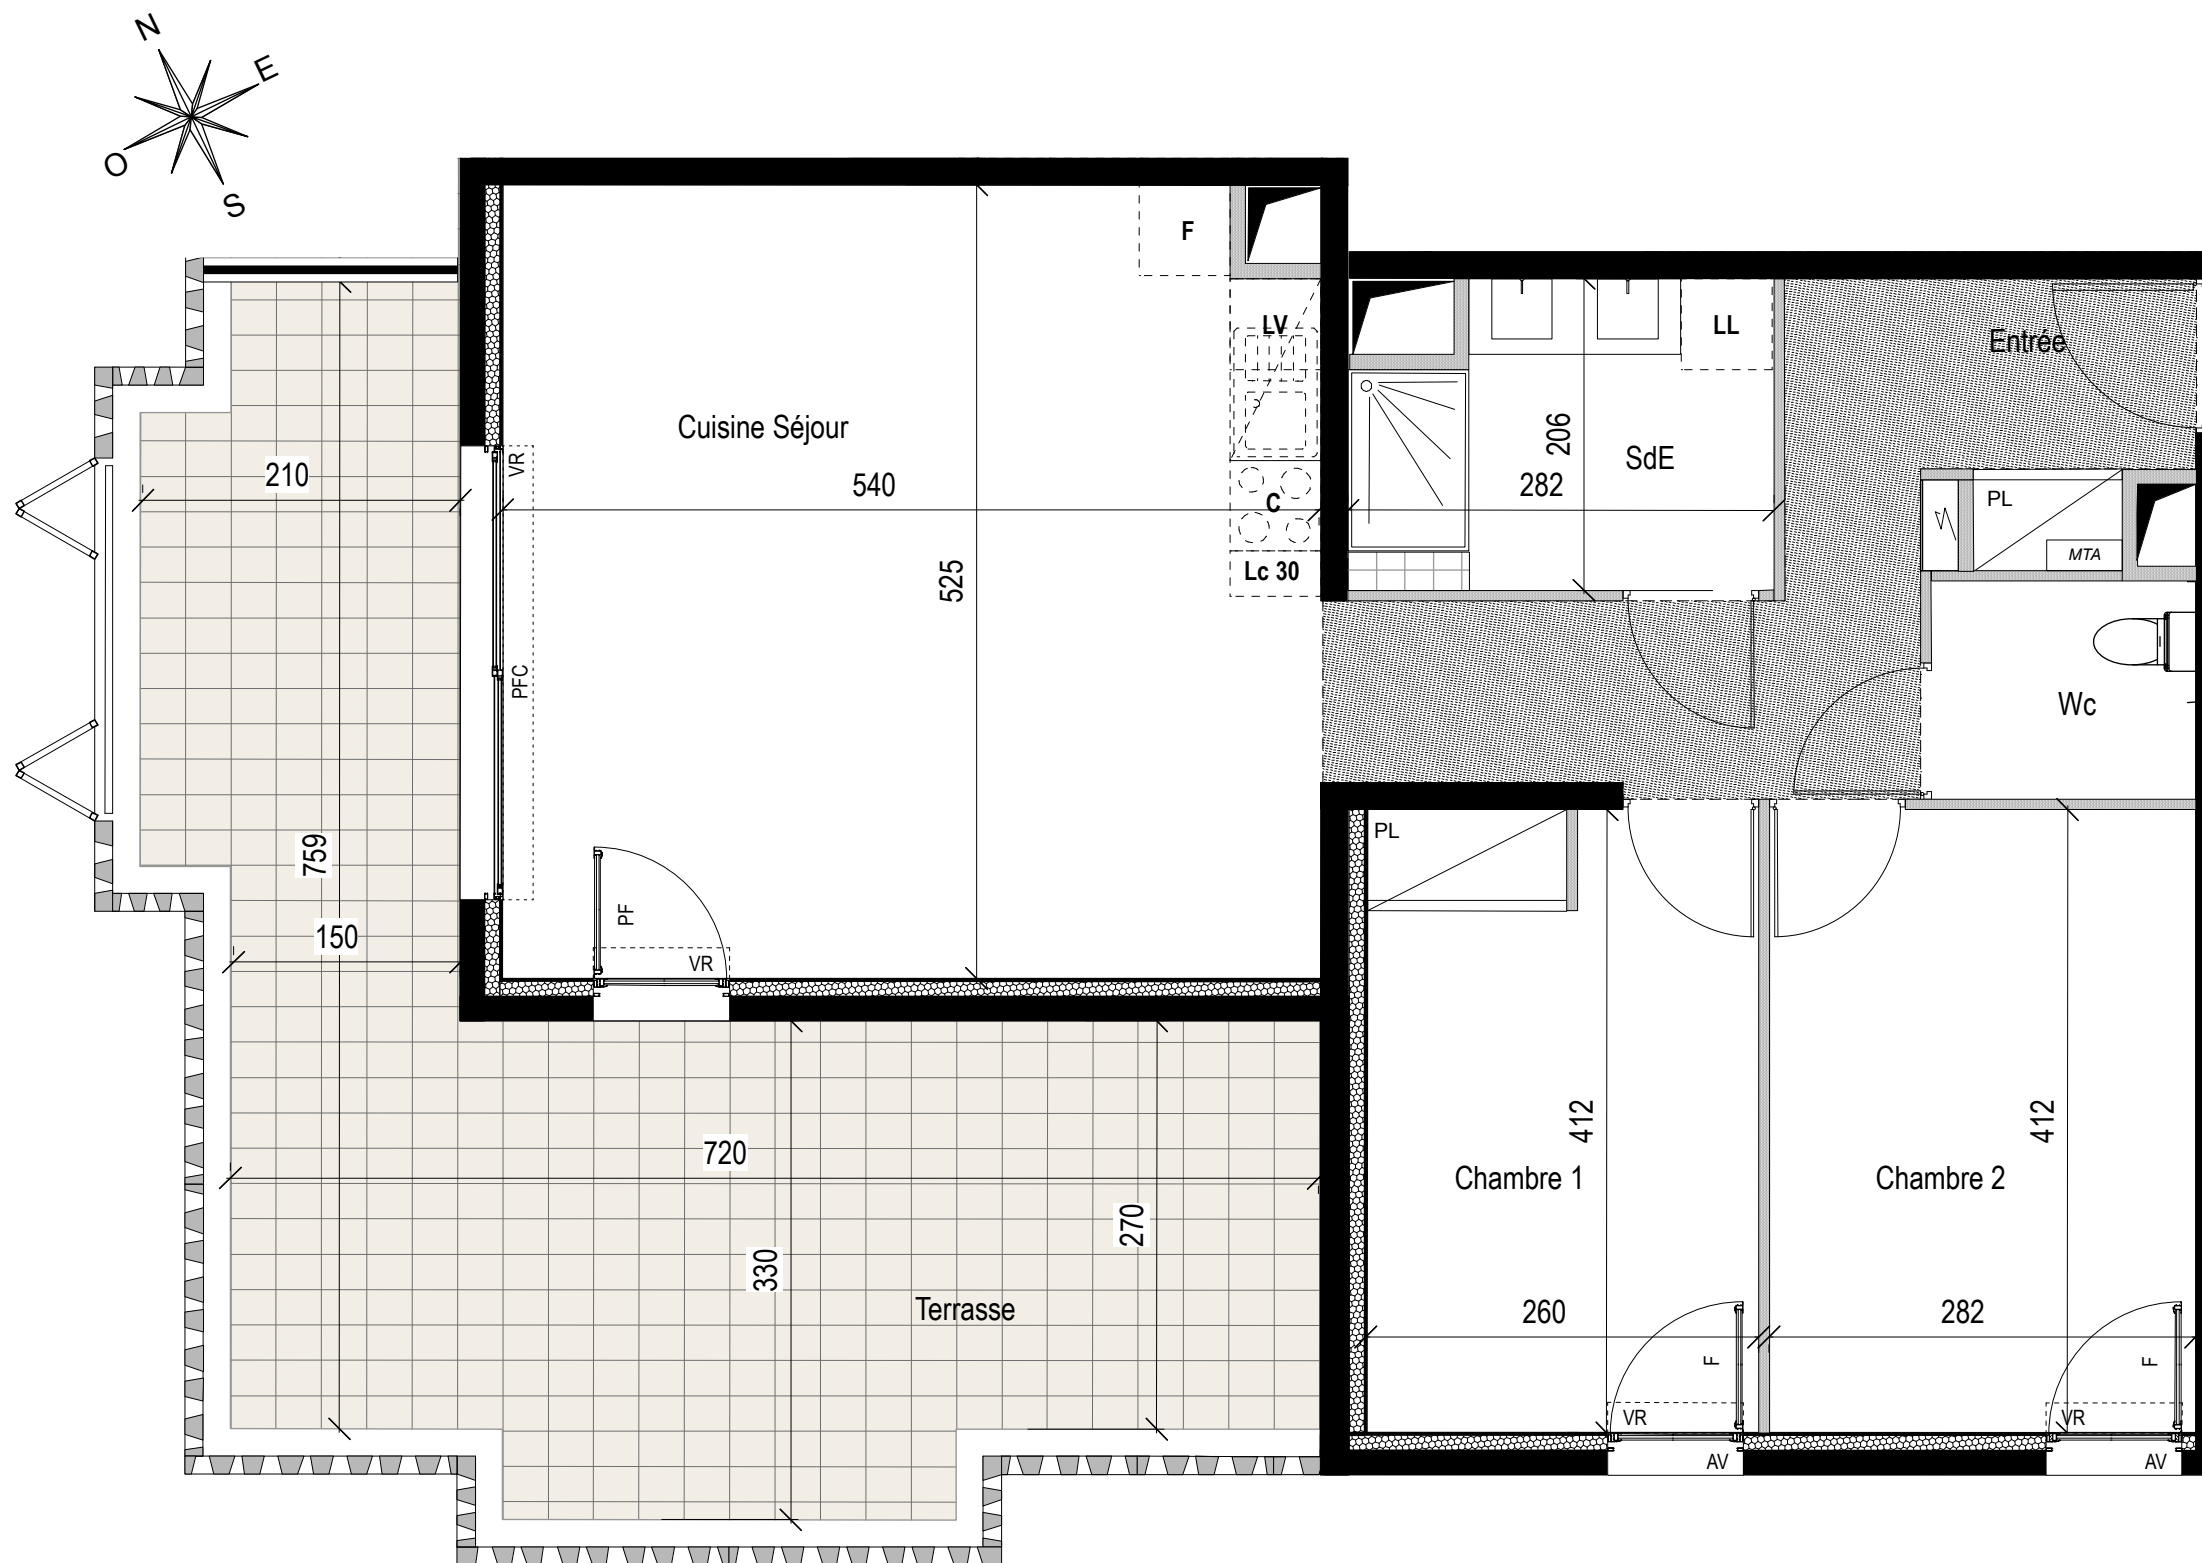 N
E
O
S
F
LV
LL
Entrée
Cuisine Séjour
206
SdE
VR
210
540
C
282
PL
MTA
Lc 30
525
PFC
Wc
759
PL
PF
150
VR
412
412
720
Chambre 1
Chambre 2
270
330
Terrasse
260
282
F
F
VR
VR
AV
AV